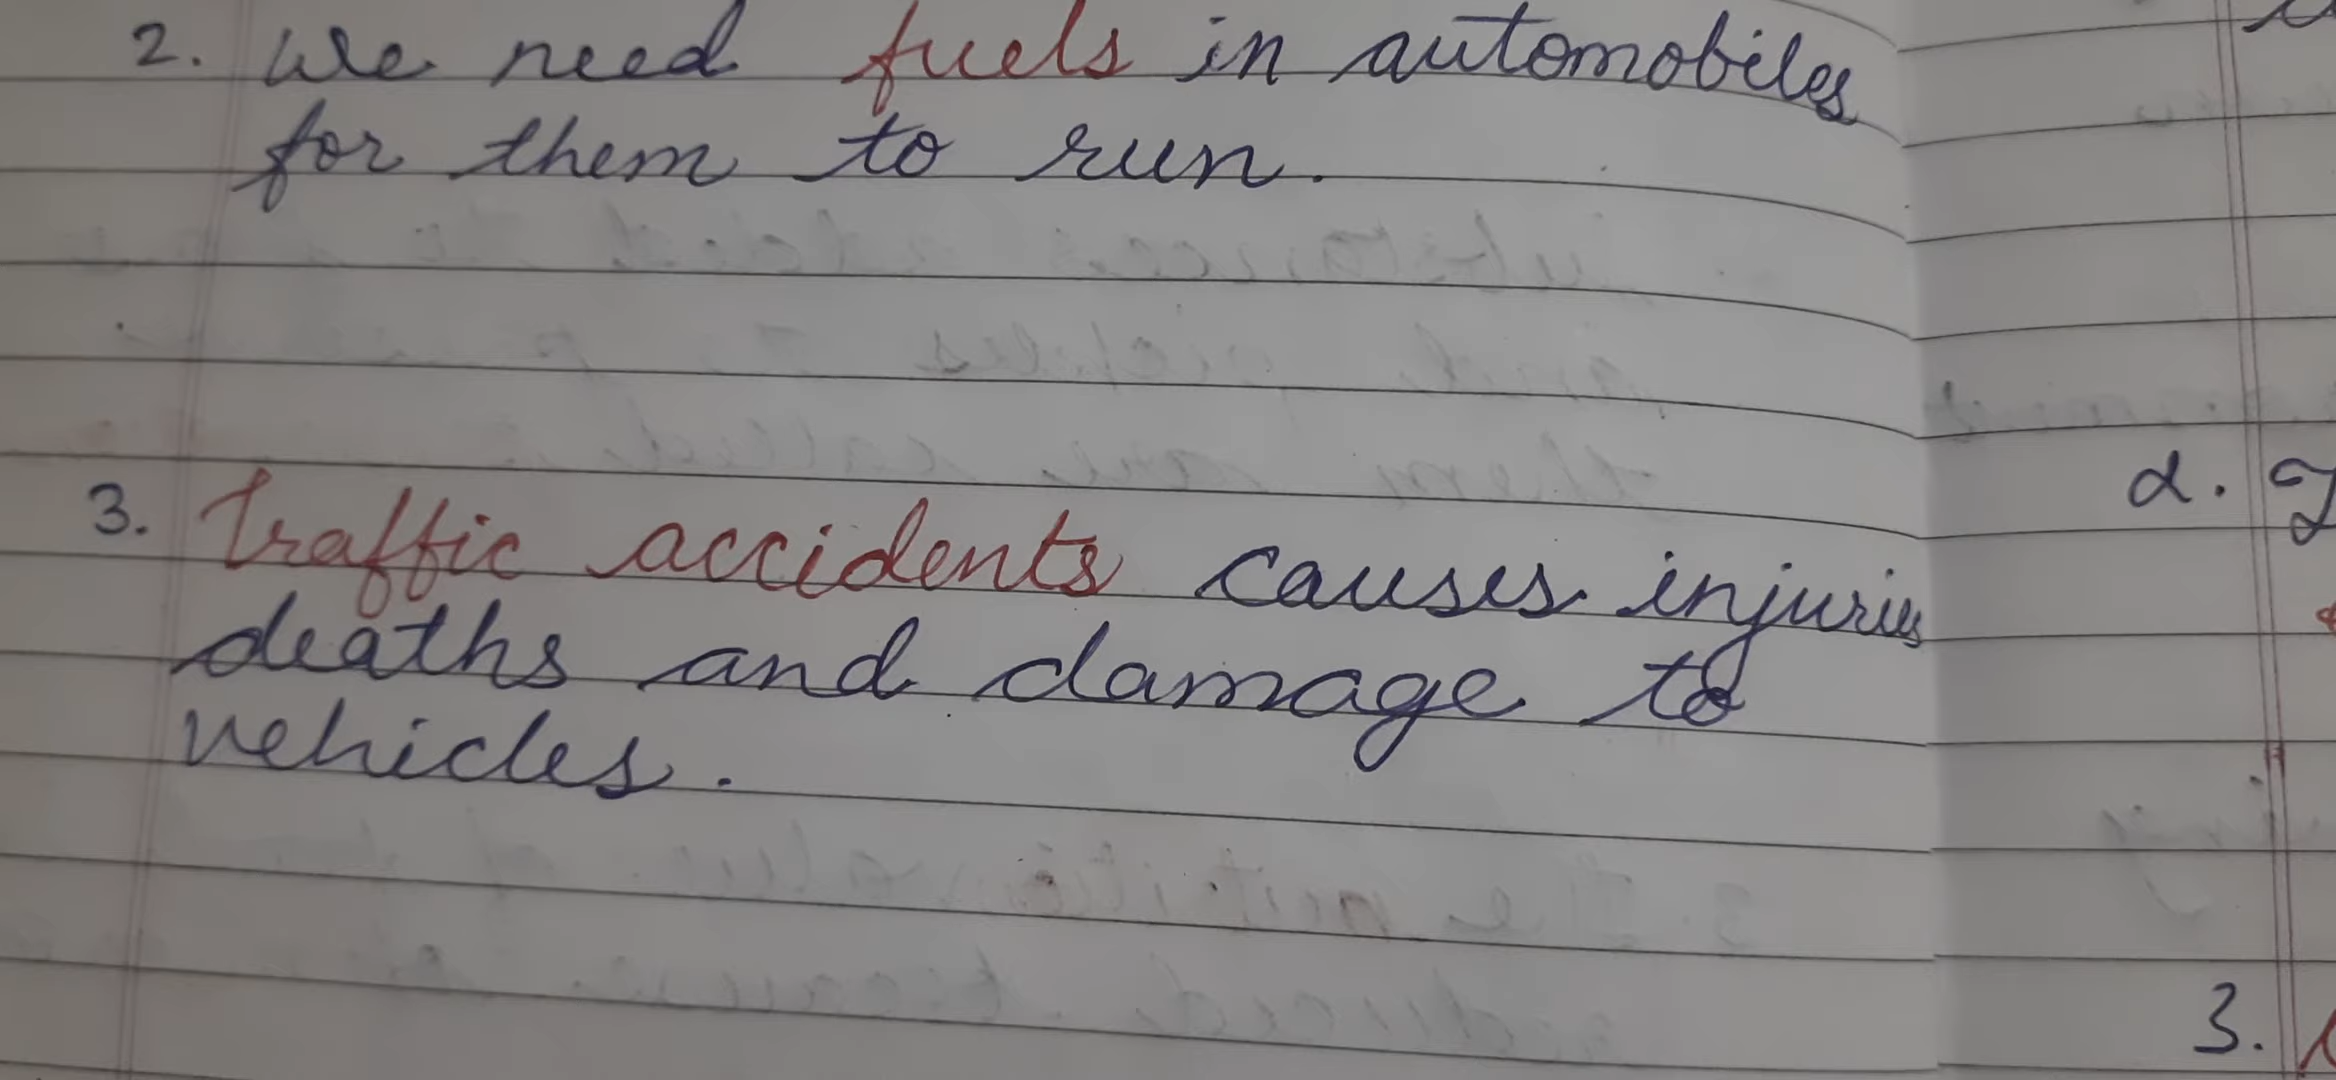 2. We need fuels in automobiles
for them to run.
3. Traffic accidents causes injuries
deaths and damage to
vehicles.
2.
3.